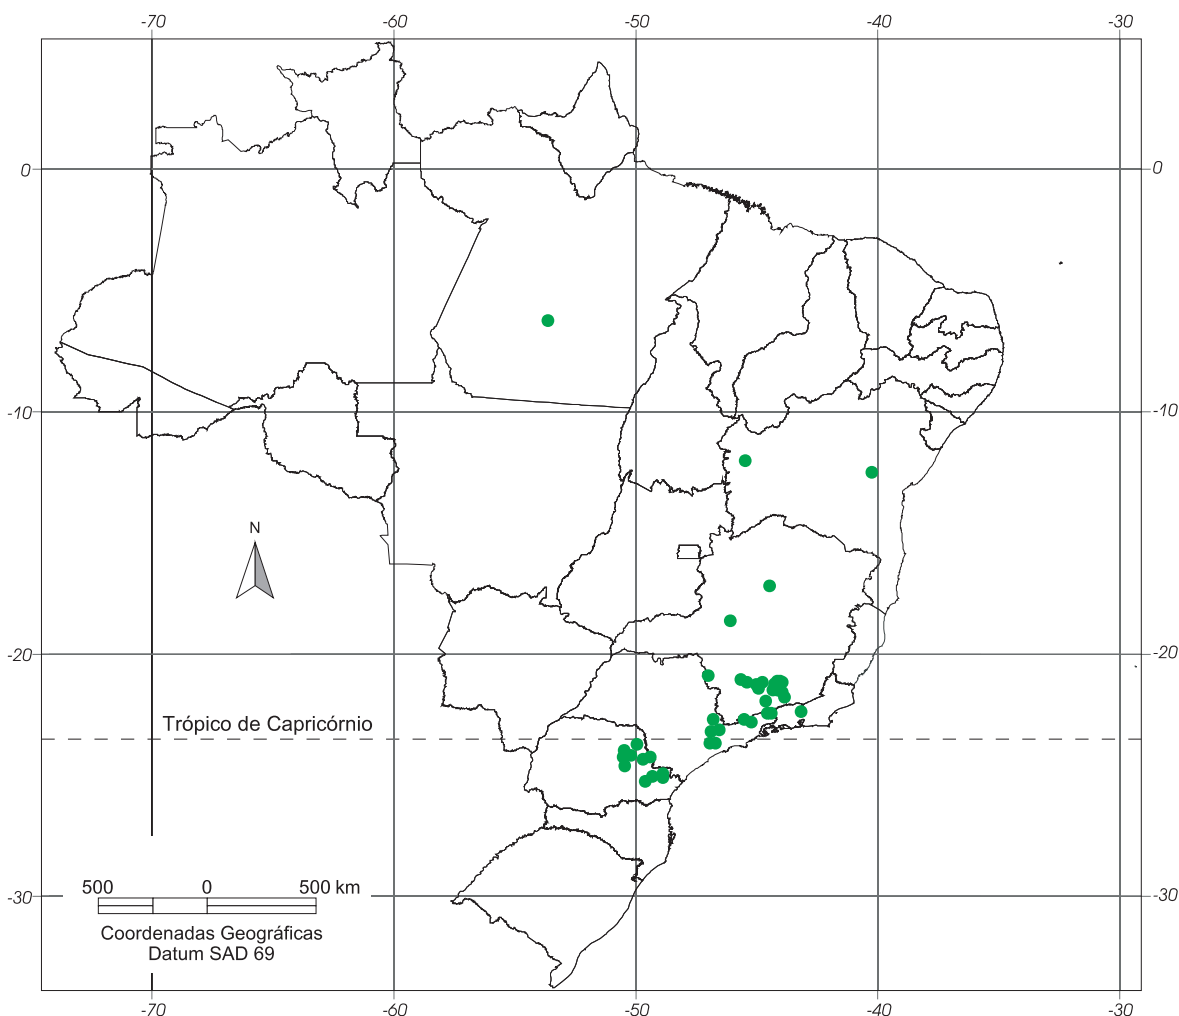 -70 -60 -50 -40 -30
0 0
-10 -10
N
-20 -20
Trópico de Capricórnio
500 0 500 km
-30 -30
Coordenadas Geográficas
Datum SAD 69
-70 -60 -50 -40 -30